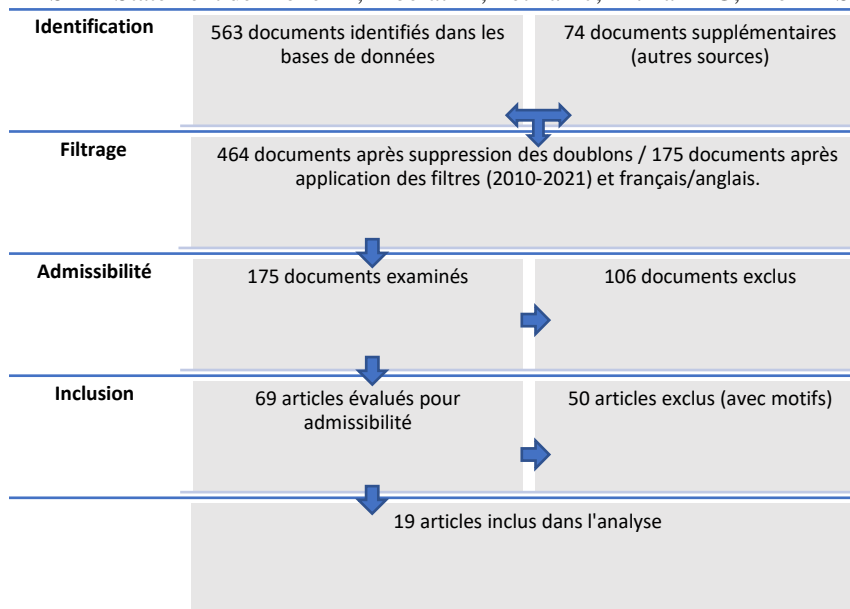 Identification
563 documents identifiés dans les
bases de données
74 documents supplémentaires
(autres sources)
Filtrage
464 documents après suppression des doublons / 175 documents après
application des filtres (2010-2021) et français/anglais.
Admissibilité
175 documents examinés
106 documents exclus
Inclusion
69 articles évalués pour
admissibilité
50 articles exclus (avec motifs)
19 articles inclus dans l'analyse